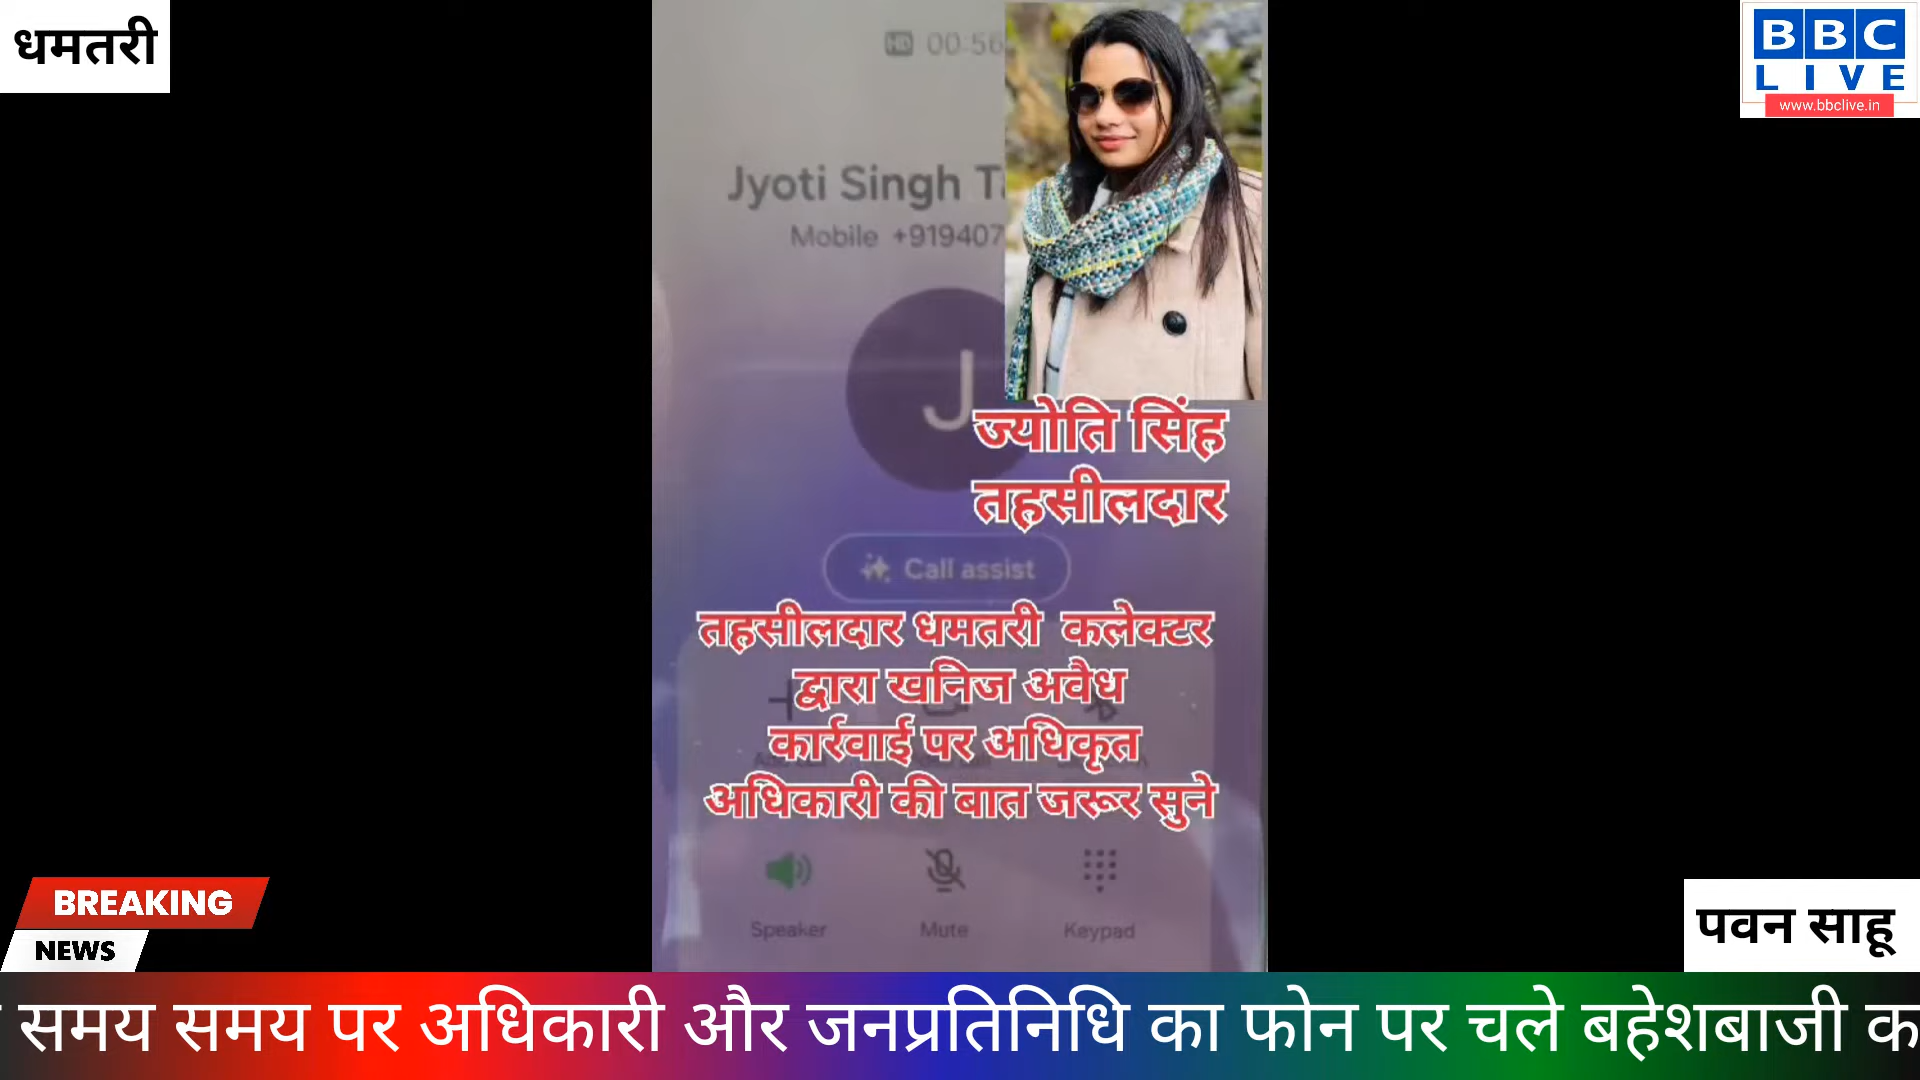 धमतरी
BBC
LIVE
www.bbclive.in
HD 00:56
Jyoti Singh
Mobile +919407
J
ज्योति सिंह
तहसीलदार
Call assist
तहसीलदार धमतरी कलेक्टर
द्वारा खनिज अवैध
कार्रवाई पर अधिकृत
अधिकारी की बात जरूर सुने
Speaker Mute Keypad
BREAKING
NEWS
पवन साहू
समय समय पर अधिकारी और जनप्रतिनिधि का फोन पर चले बहेशबाजी क